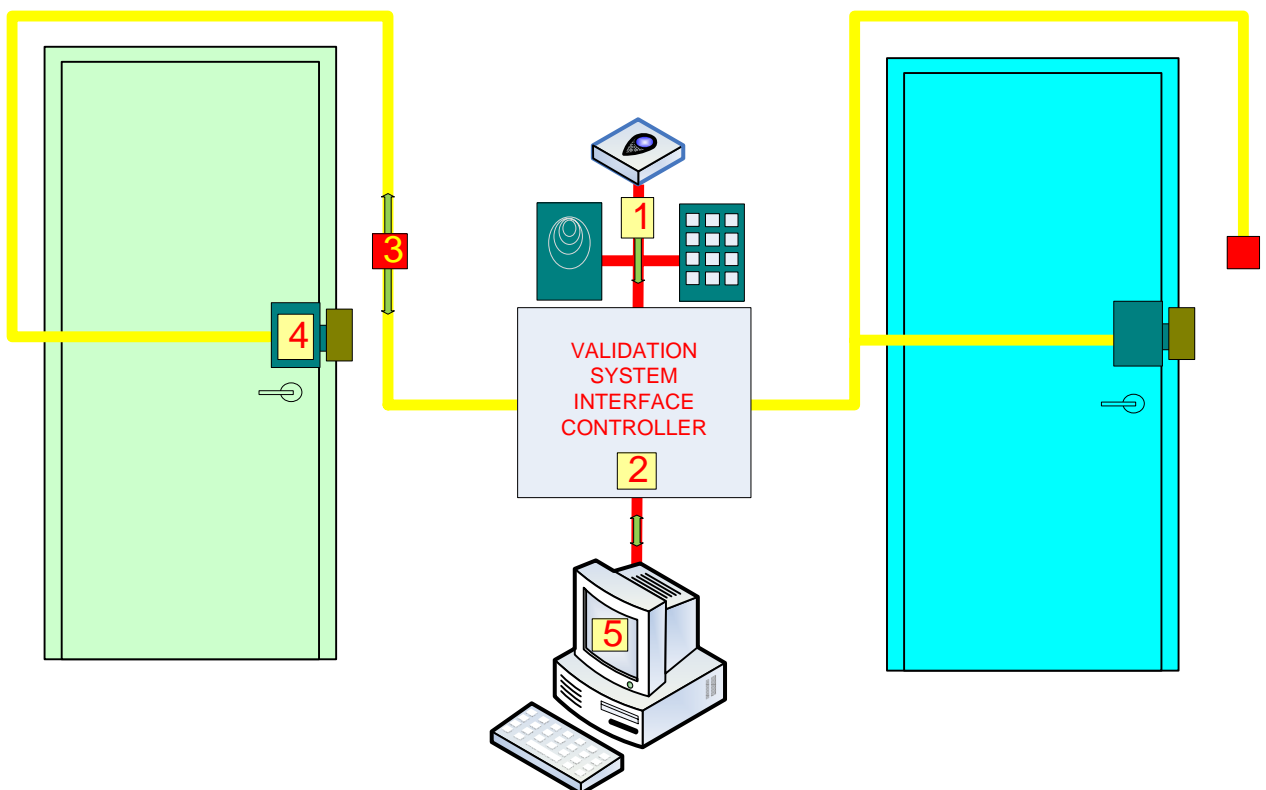 1
3
4
VALIDATION
SYSTEM
INTERFACE
CONTROLLER
2
5